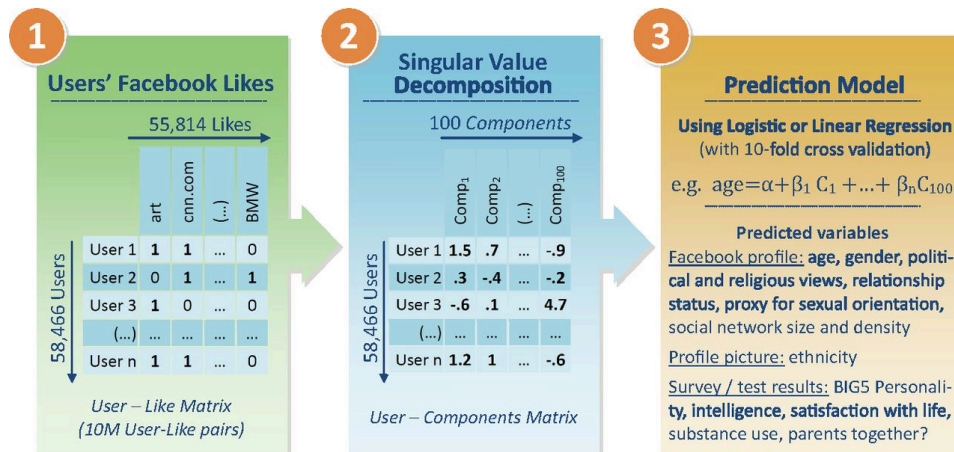 1
Users' Facebook Likes
55,814 Likes
art cnn.com (...) BMW
58,466 Users
User 1 1 1 ... 0
User 2 0 1 ... 1
User 3 1 0 ... 0
(...) ... ... ... ...
User n 1 1 ... 0
User – Like Matrix
(10M User-Like pairs)
2
Singular Value
Decomposition
100 Components
Comp1 Comp2 (...) Comp100
58,466 Users
User 1 1.5 .7 ... -.9
User 2 .3 -.4 ... -.2
User 3 -.6 .1 ... 4.7
(...) ... ... ... ...
User n 1.2 1 ... -.6
User – Components Matrix
3
Prediction Model
Using Logistic or Linear Regression
(with 10-fold cross validation)
e.g. age=α+β1 C1 +...+ βnC100
Predicted variables
Facebook profile: age, gender, politi-
cal and religious views, relationship
status, proxy for sexual orientation,
social network size and density
Profile picture: ethnicity
Survey / test results: BIG5 Personali-
ty, intelligence, satisfaction with life,
substance use, parents together?